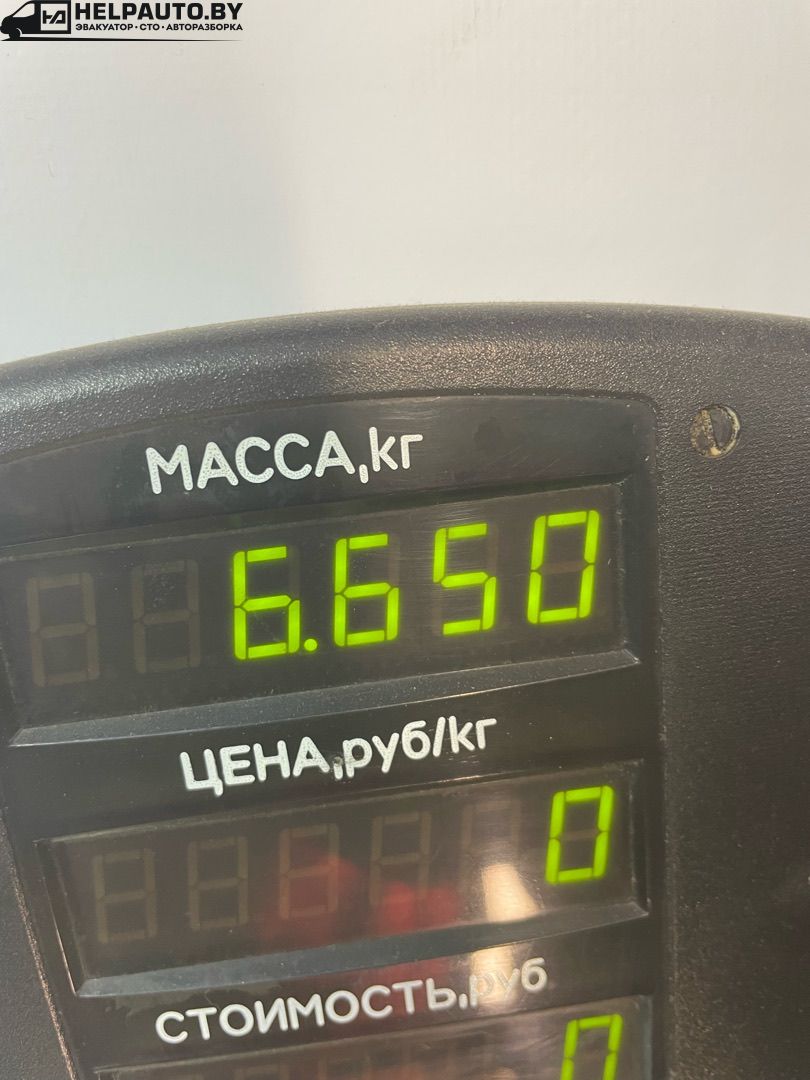 HELPAUTO.BY
ЭВАКУАТОР • СТО • АВТОРАЗБОРКА
МАССА,кг
6.650
ЦЕНА,руб/кг
0
СТОИМОСТЬ,руб
0